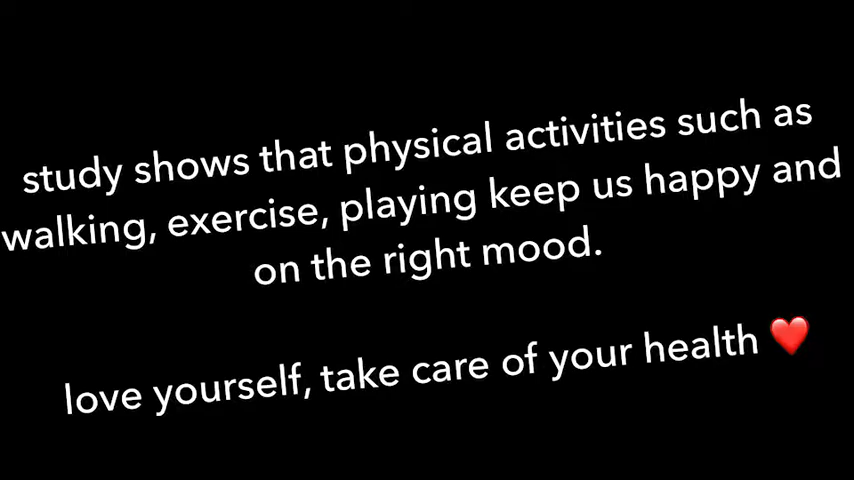 study shows that physical activities such as
walking, exercise, playing keep us happy and
on the right mood.
love yourself, take care of your health ❤️